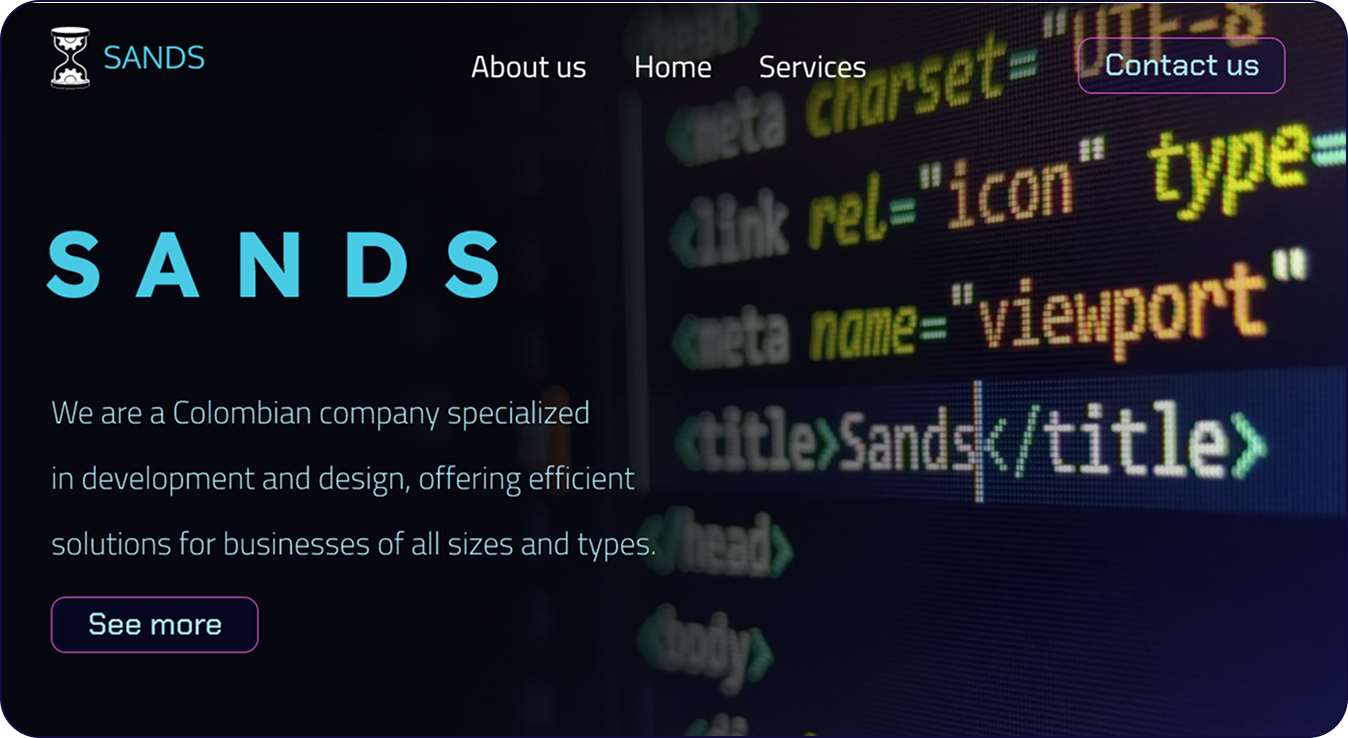 SANDS
About us
Home
Services
Contact us
SANDS
We are a Colombian company specialized
in development and design, offering efficient
solutions for businesses of all sizes and types.
See more
head>
"UTF-8
<meta charset=
<link rel="icon" type=
<meta name="viewport"
<title>Sands</title>
</head>
<body>